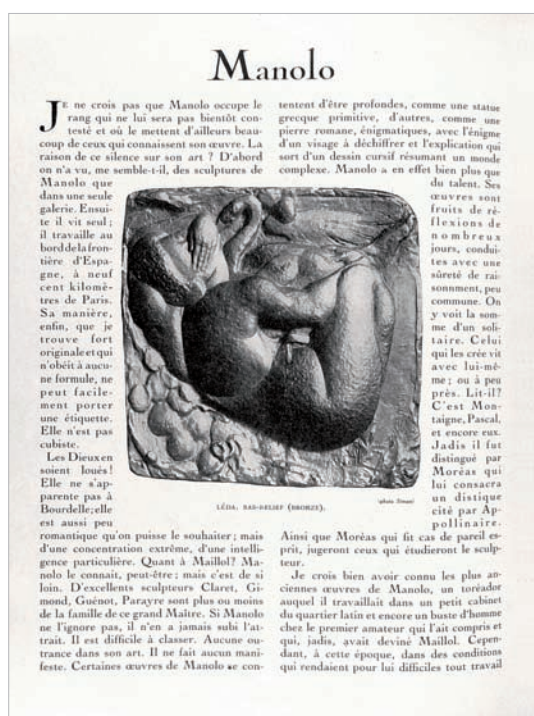 Manolo
JE ne crois pas que Manolo occupe le
rang qui ne lui sera pas bientôt con-
testé et où le mettent d'ailleurs beau-
coup de ceux qui connaissent son œuvre. La
raison de ce silence sur son art ? D'abord
on n'a vu, me semble-t-il, des sculptures de
Manolo que
dans une seule
galerie. Ensui-
te il vit seul ;
il travaille au
bord de la fron-
tière d'Espa-
gne, à neuf
cent kilomè-
tres de Paris.
Sa manière,
enfin, que je
trouve fort
originale et qui
n'obéit à aucu-
ne formule, ne
peut facile-
ment porter
une étiquette.
Elle n'est pas
cubiste.
Les Dieux en
soient loués !
Elle ne s'ap-
parente pas à
Bourdelle ; elle
est aussi peu
romantique qu'on puisse le souhaiter ; mais
d'une concentration extrême, d'une intelli-
gence particulière. Quant à Maillol ? Ma-
nolo le connait, peut-être ; mais c'est de si
loin. D'excellents sculpteurs Claret, Gi-
mond, Guénot, Parayre sont plus ou moins
de la famille de ce grand Maître. Si Manolo
ne l'ignore pas, il n'en a jamais subi l'at-
trait. Il est difficile à classer. Aucune ou-
trance dans son art. Il ne fait aucun mani-
feste. Certaines œuvres de Manolo se con-
tentent d'être profondes, comme une statue
grecque primitive, d'autres, comme une
pierre romane, énigmatiques, avec l'énigme
d'un visage à déchiffrer et l'explication qui
sort d'un dessin cursif résumant un monde
complexe. Manolo a en effet bien plus que
du talent. Ses
œuvres sont
fruits de ré-
flexions de
nombreux
jours, condui-
tes avec une
sûreté de rai-
sonnment, peu
commune. On
y voit la som-
me d'un soli-
taire. Celui
qui les crée vit
avec lui-mê-
me ; ou à peu
près. Lit-il ?
C'est Mon-
taigne, Pascal,
et encore eux.
Jadis il fut
distingué par
Moréas qui
lui consacra
un distique
cité par Ap-
pollinaire.
Ainsi que Moréas qui fit cas de pareil es-
prit, jugeront ceux qui étudieront le sculp-
teur.
Je crois bien avoir connu les plus an-
ciennes œuvres de Manolo, un toréador
auquel il travaillait dans un petit cabinet
du quartier latin et encore un buste d'homme
chez le premier amateur qui l'ait compris et
qui, jadis, avait deviné Maillol. Cepen-
dant, à cette époque, dans des conditions
qui rendaient pour lui difficiles tout travail
(photo Simon)
LÉDA. BAS-RELIEF (BRONZE).